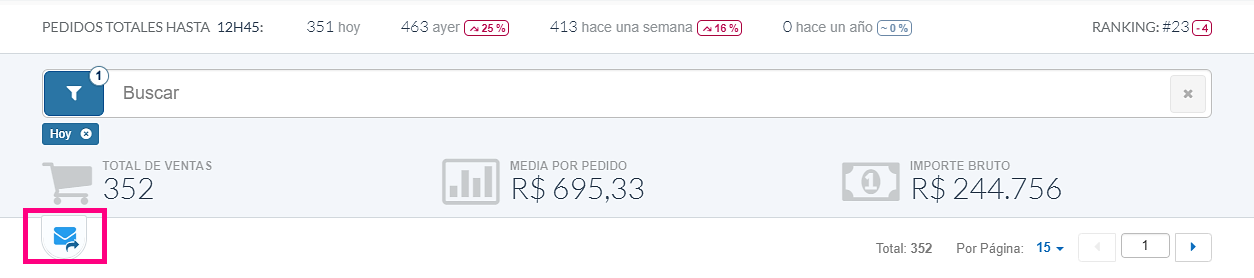 PEDIDOS TOTALES HASTA 12H45: 351 hoy 463 ayer 25 % 413 hace una semana 16 % 0 hace un año ~ 0 % RANKING: #23 - 4
1
Buscar
Hoy
TOTAL DE VENTAS MEDIA POR PEDIDO IMPORTE BRUTO
352 R$ 695,33 R$ 244.756
Total: 352 Por Página: 15 1